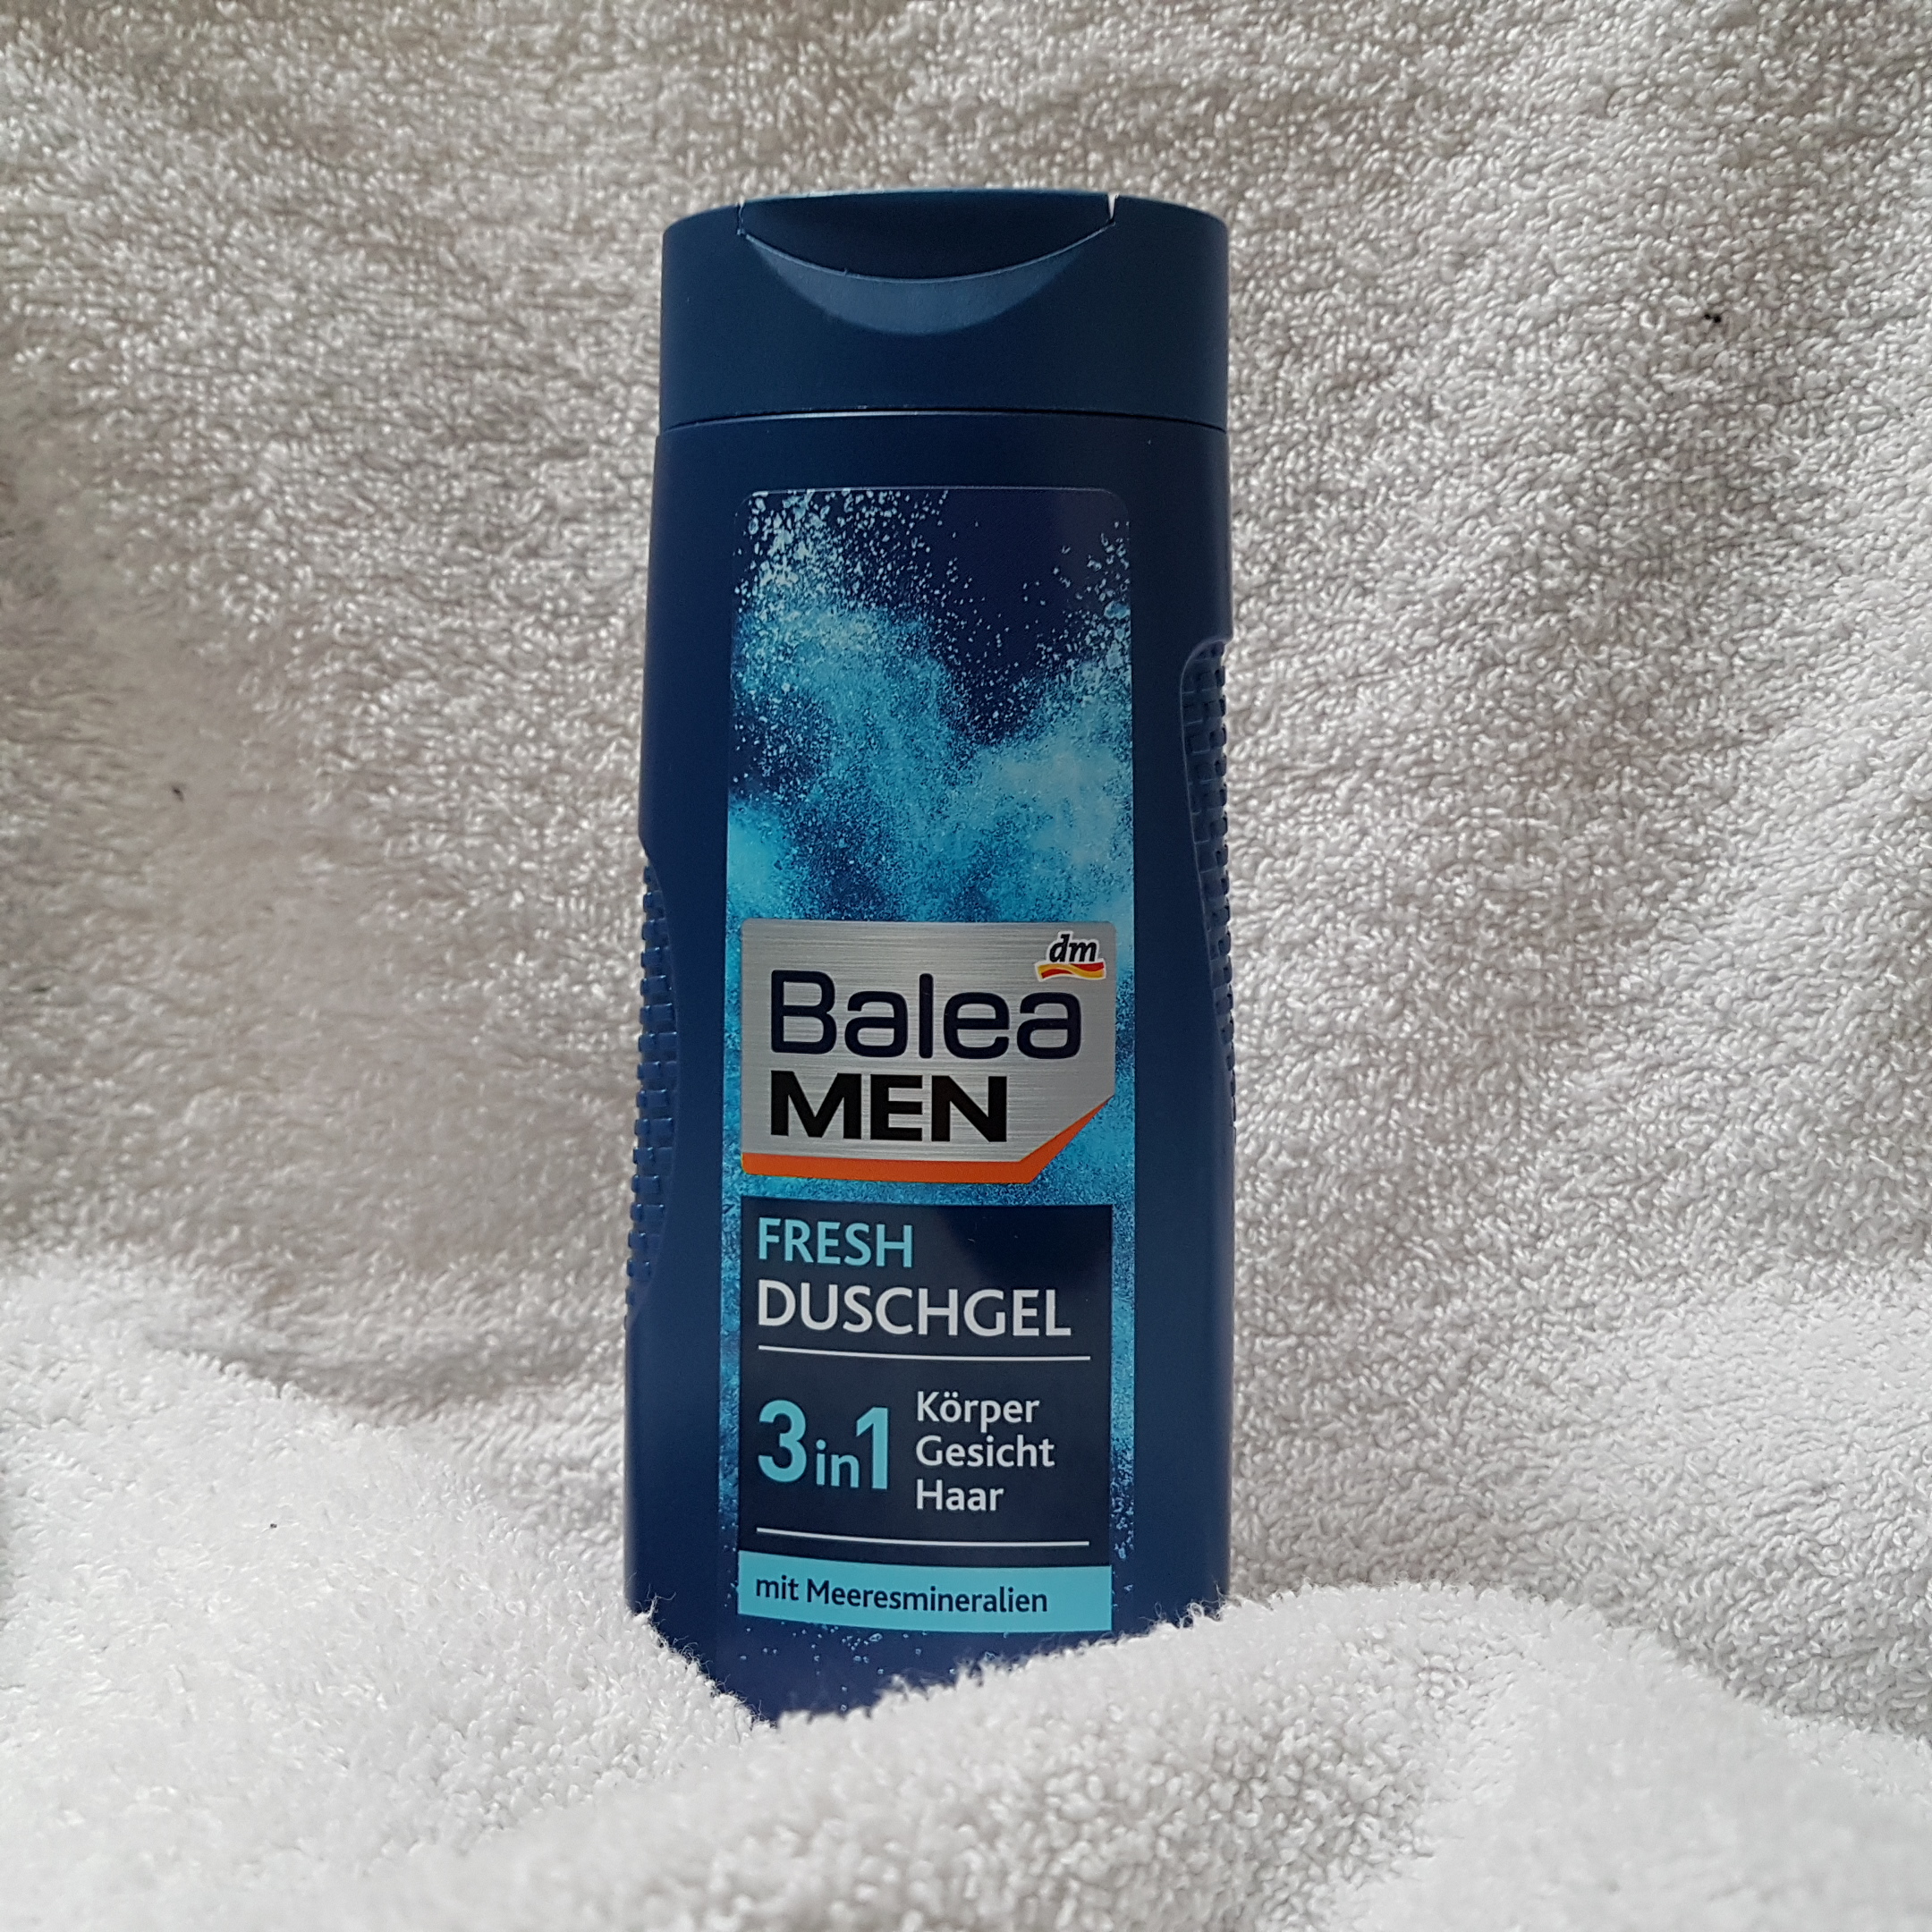 dm
Balea
MEN
FRESH
DUSCHGEL
3in1
Körper
Gesicht
Haar
mit Meeresmineralien